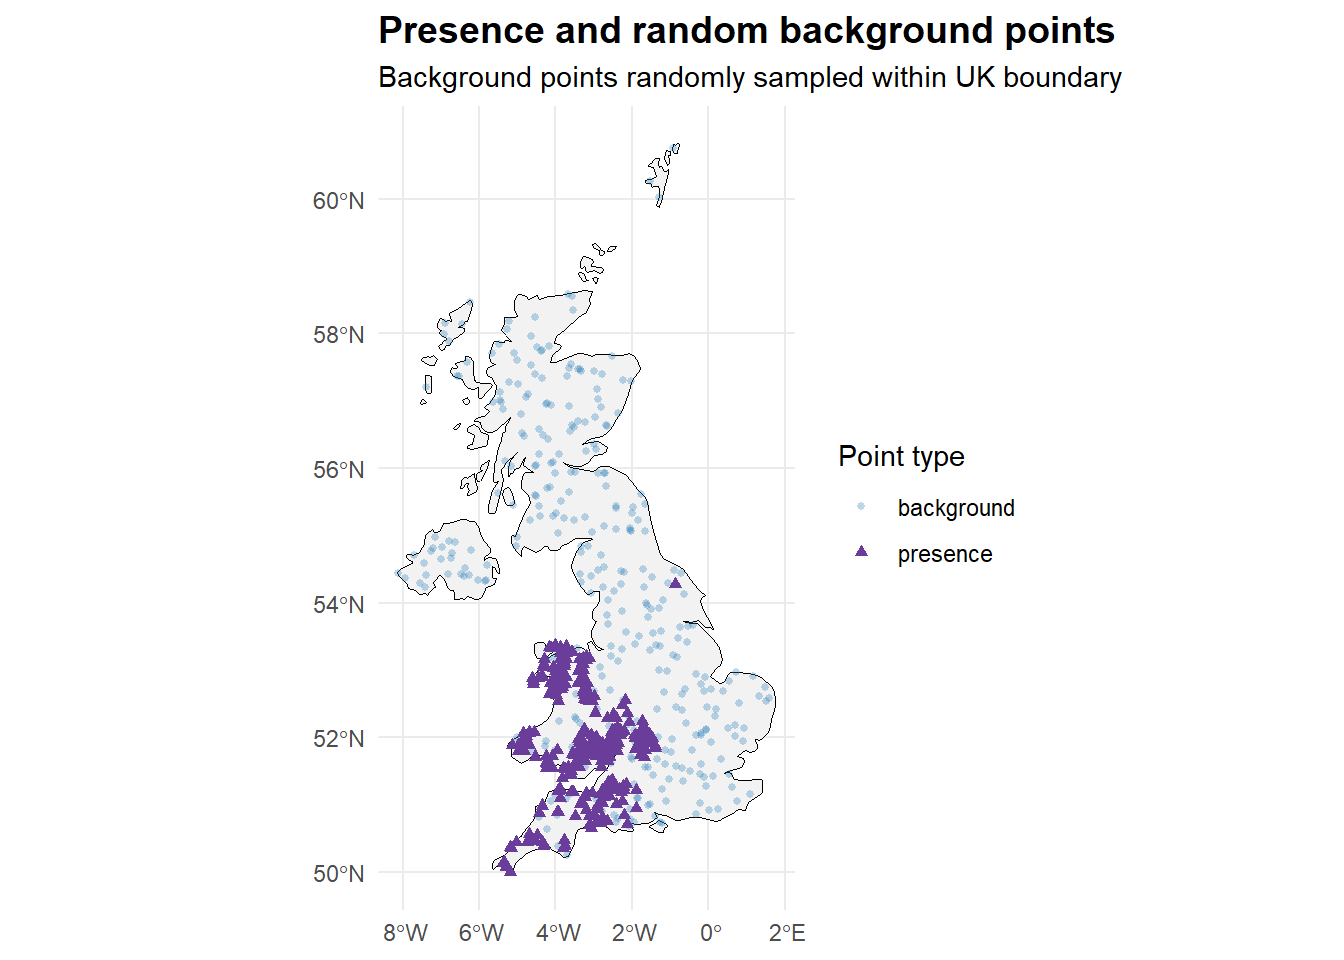 Presence and random background points
Background points randomly sampled within UK boundary
60°N
58°N
56°N
54°N
52°N
50°N
8°W 6°W 4°W 2°W 0° 2°E
Point type
background
presence